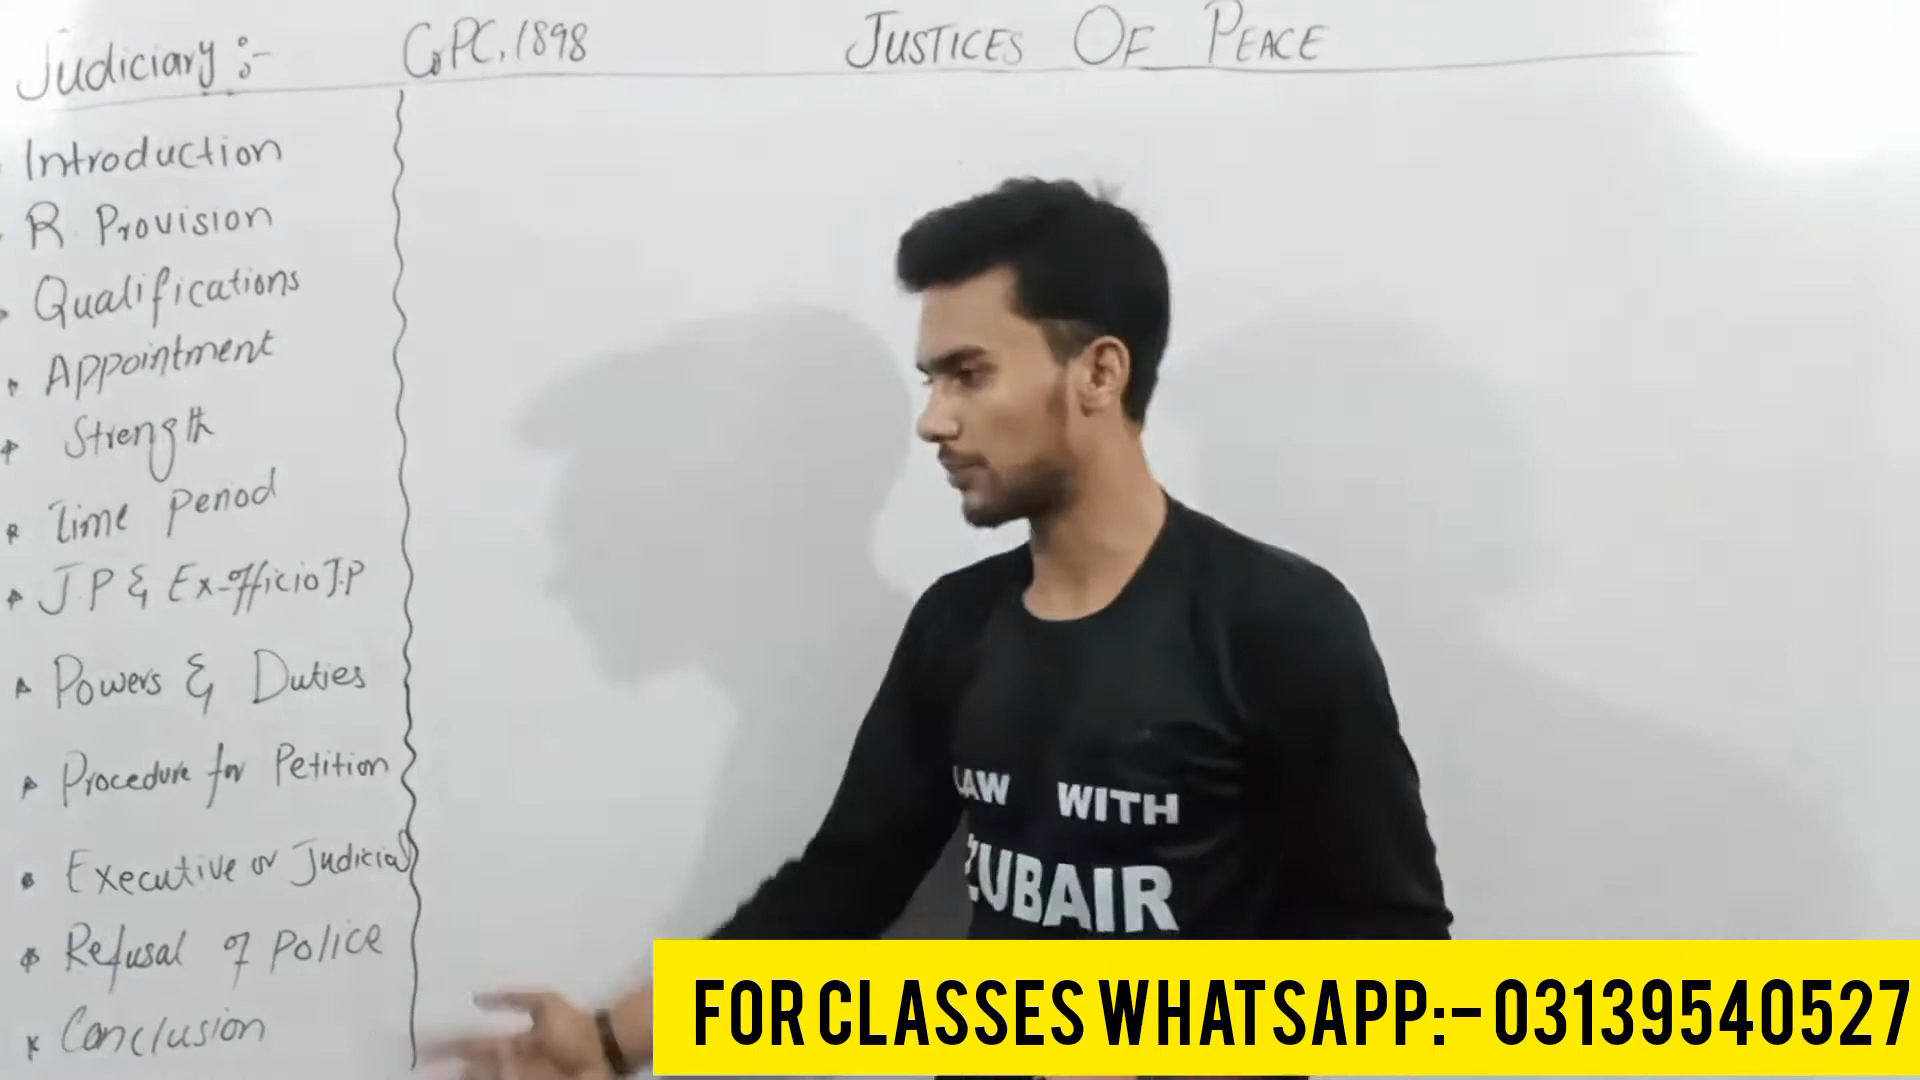 Judiciary :- CrPC, 1898 JUSTICES OF PEACE
Introduction
R. Provision
Qualifications
Appointment
Strength
Time Period
J.P & Ex-officio J.P
Powers & Duties
Procedure for Petition
Executive or Judicial
Refusal of Police
Conclusion
LAW WITH
ZUBAIR
FOR CLASSES WHATSAPP:- 03139540527